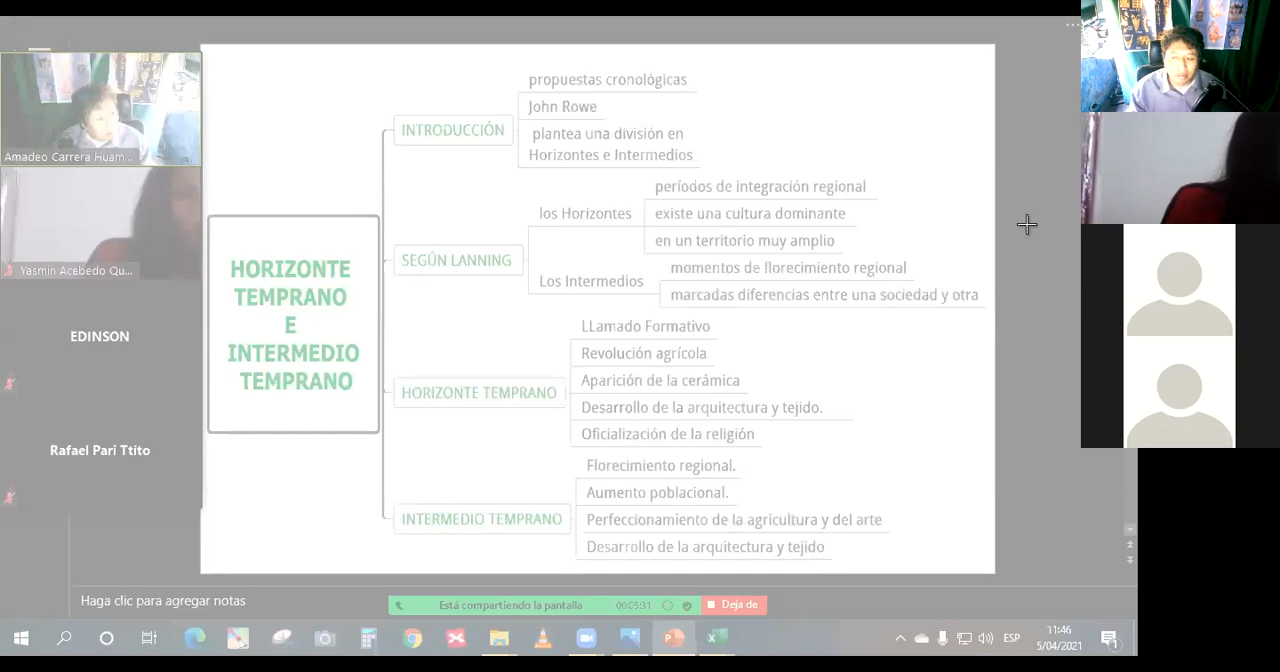 Amadeo Carrera Huam...
Yasmin Acebedo Qu...
EDINSON
Rafael Pari Ttito
HORIZONTE
TEMPRANO
E
INTERMEDIO
TEMPRANO
INTRODUCCIÓN
propuestas cronológicas
John Rowe
plantea una división en
Horizontes e Intermedios
SEGÚN LANNING
los Horizontes
períodos de integración regional
existe una cultura dominante
en un territorio muy amplio
Los Intermedios
momentos de florecimiento regional
marcadas diferencias entre una sociedad y otra
HORIZONTE TEMPRANO
LLamado Formativo
Revolución agrícola
Aparición de la cerámica
Desarrollo de la arquitectura y tejido.
Oficialización de la religión
INTERMEDIO TEMPRANO
Florecimiento regional.
Aumento poblacional.
Perfeccionamiento de la agricultura y del arte
Desarrollo de la arquitectura y tejido
Haga clic para agregar notas
Está compartiendo la pantalla 00:05:31 Deja de
ESP
11:46
5/04/2021
1